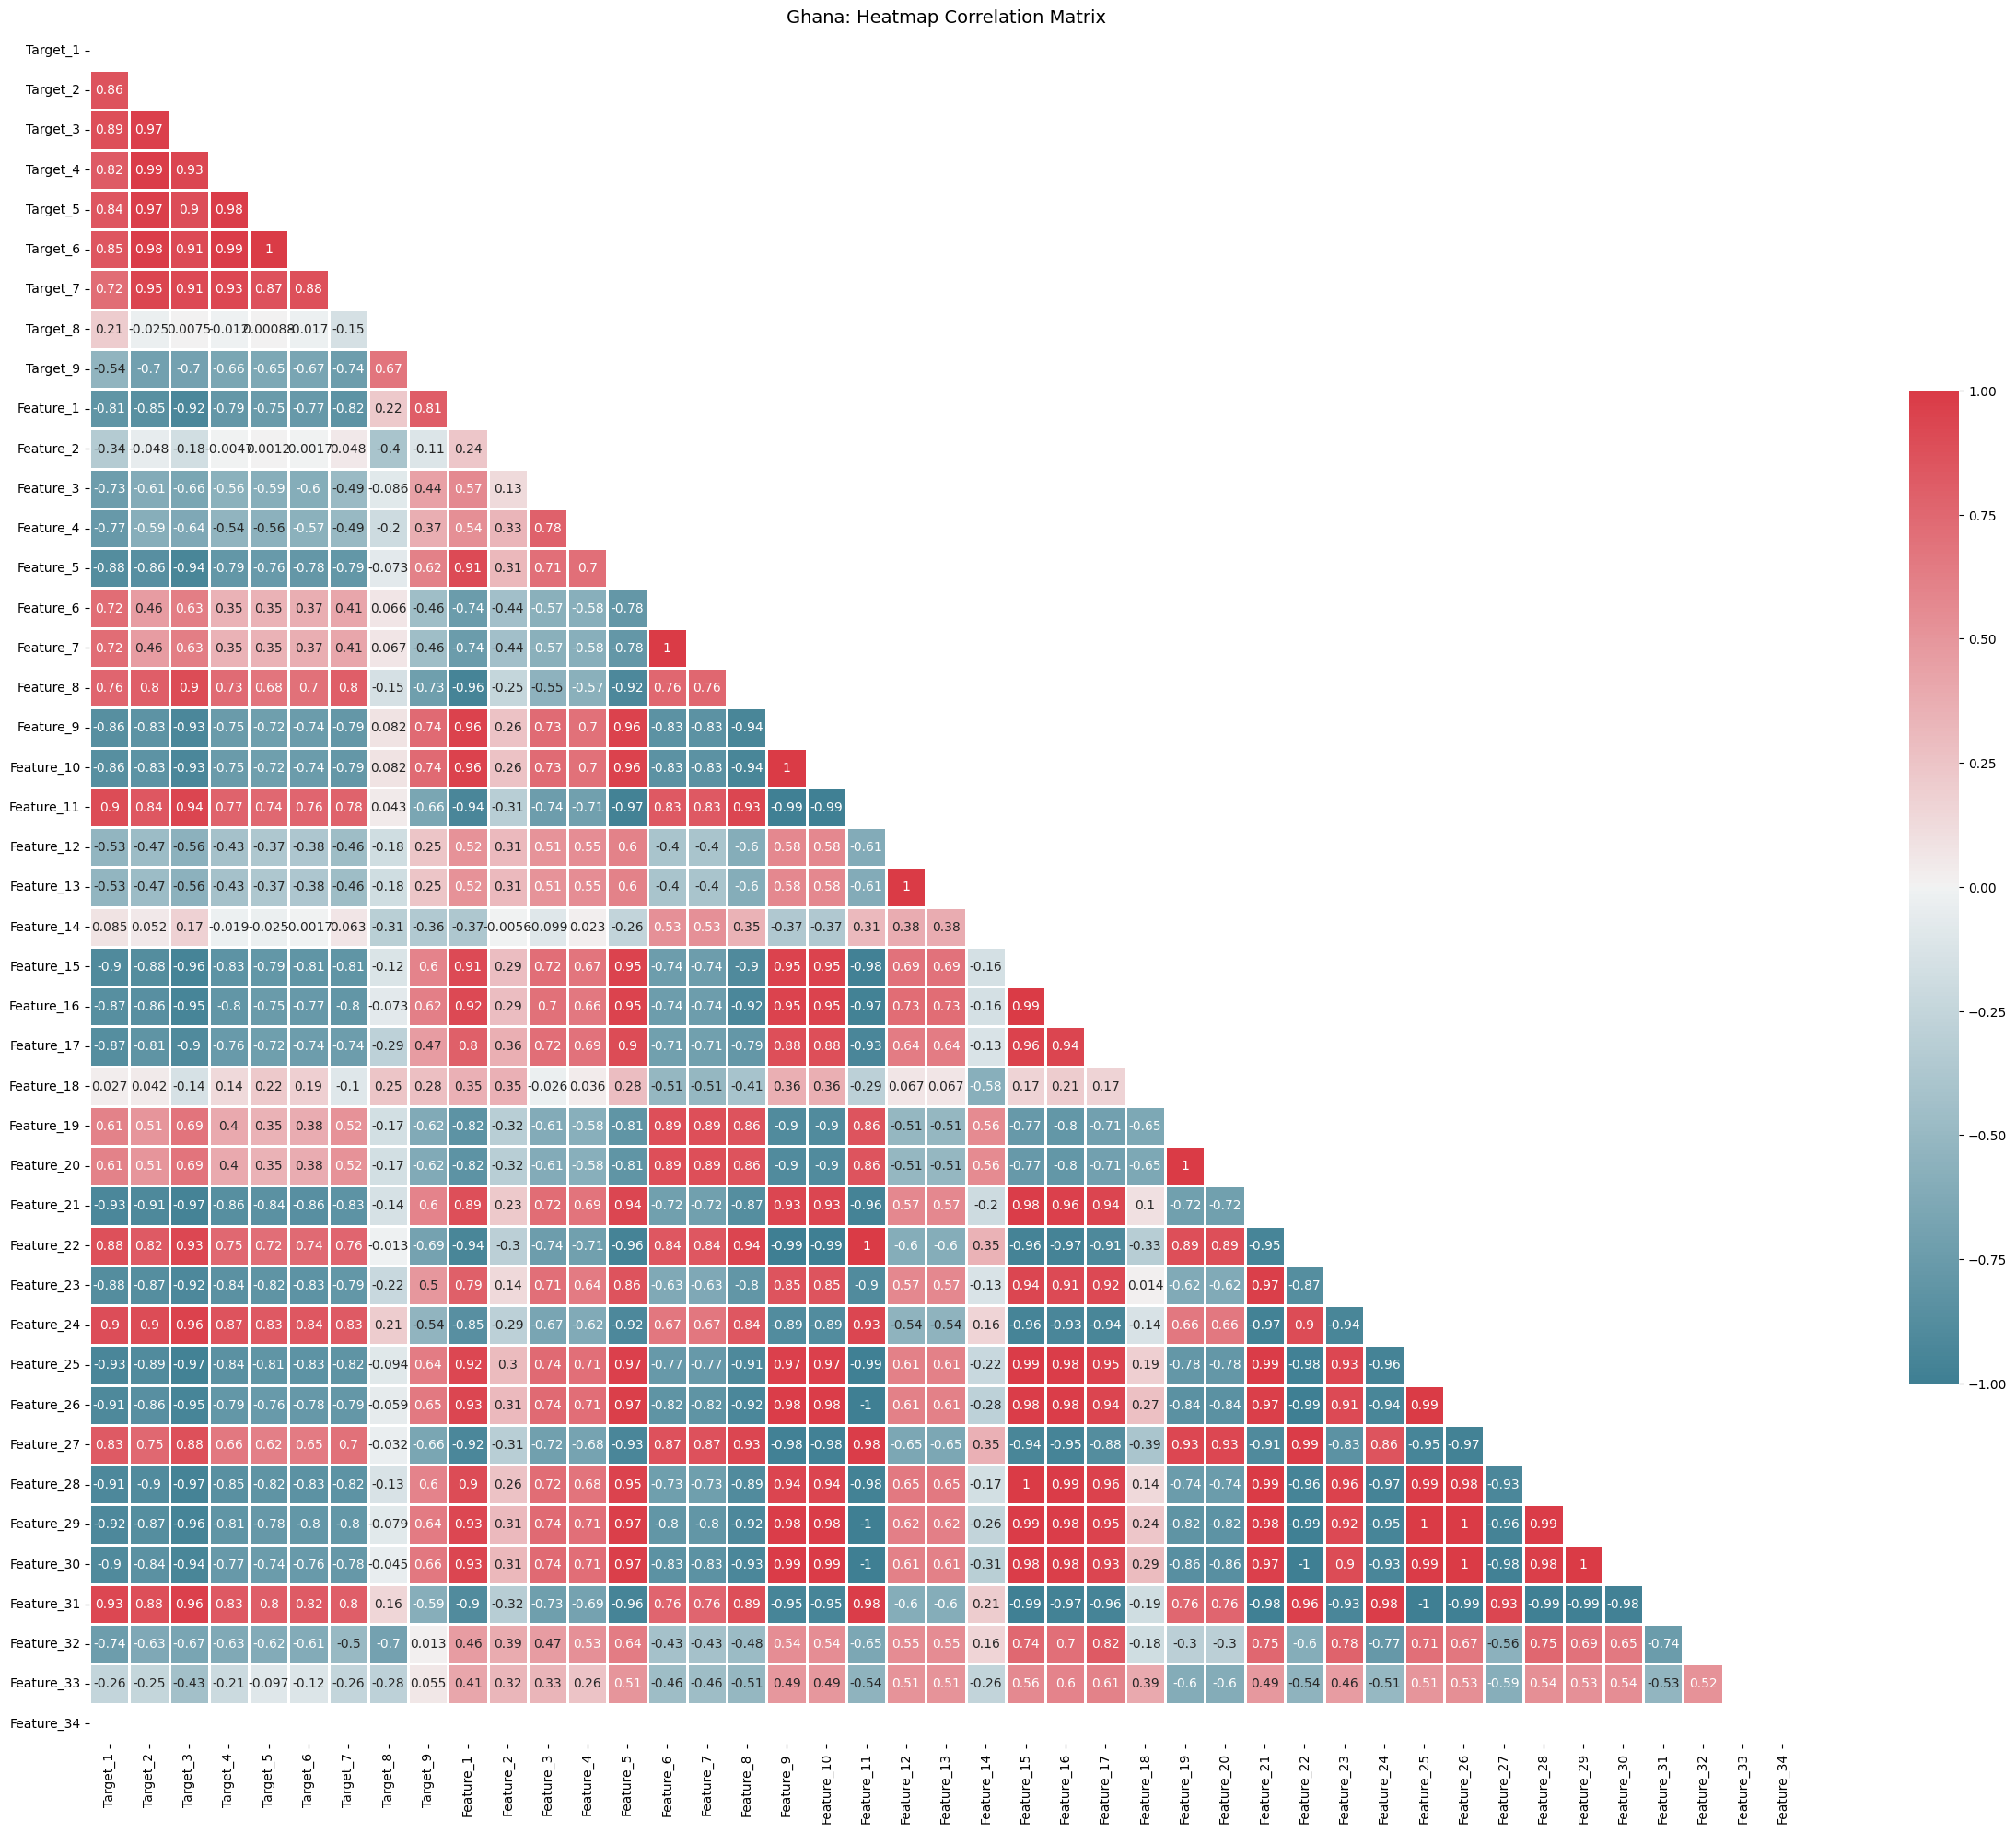 Ghana: Heatmap Correlation Matrix
Target_1
Target_2 0.86
Target_3 0.89 0.97
Target_4 0.82 0.99 0.93
Target_5 0.84 0.97 0.9 0.98
Target_6 0.85 0.98 0.91 0.99 1
Target_7 0.72 0.95 0.91 0.93 0.87 0.88
Target_8 0.21 -0.025 0.0075 -0.012 0.00088 -0.017 -0.15
Target_9 -0.54 -0.7 -0.7 -0.66 -0.65 -0.67 -0.74 0.67
Feature_1 -0.81 -0.85 -0.92 -0.79 -0.75 -0.77 -0.82 0.22 0.81
Feature_2 -0.34 -0.048 -0.18 -0.0047 0.0012 0.0017 0.048 -0.4 -0.11 0.24
Feature_3 -0.73 -0.61 -0.66 -0.56 -0.59 -0.6 -0.49 -0.086 0.44 0.57 0.13
Feature_4 -0.77 -0.59 -0.64 -0.54 -0.56 -0.57 -0.49 -0.2 0.37 0.54 0.33 0.78
Feature_5 -0.88 -0.86 -0.94 -0.79 -0.76 -0.78 -0.79 -0.073 0.62 0.91 0.31 0.71 0.7
Feature_6 0.72 0.46 0.63 0.35 0.35 0.37 0.41 0.066 -0.46 -0.74 -0.44 -0.57 -0.58 -0.78
Feature_7 0.72 0.46 0.63 0.35 0.35 0.37 0.41 0.067 -0.46 -0.74 -0.44 -0.57 -0.58 -0.78 1
Feature_8 0.76 0.8 0.9 0.73 0.68 0.7 0.8 -0.15 -0.73 -0.96 -0.25 -0.55 -0.57 -0.92 0.76 0.76
Feature_9 -0.86 -0.83 -0.93 -0.75 -0.72 -0.74 -0.79 0.082 0.74 0.96 0.26 0.73 0.7 0.96 -0.83 -0.83 -0.94
Feature_10 -0.86 -0.83 -0.93 -0.75 -0.72 -0.74 -0.79 0.082 0.74 0.96 0.26 0.73 0.7 0.96 -0.83 -0.83 -0.94 1
Feature_11 0.9 0.84 0.94 0.77 0.74 0.76 0.78 0.043 -0.66 -0.94 -0.31 -0.74 -0.71 -0.97 0.83 0.83 0.93 -0.99 -0.99
Feature_12 -0.53 -0.47 -0.56 -0.43 -0.37 -0.38 -0.46 -0.18 0.25 0.52 0.31 0.51 0.55 0.6 -0.4 -0.4 -0.6 0.58 0.58 -0.61
Feature_13 -0.53 -0.47 -0.56 -0.43 -0.37 -0.38 -0.46 -0.18 0.25 0.52 0.31 0.51 0.55 0.6 -0.4 -0.4 -0.6 0.58 0.58 -0.61 1
Feature_14 0.085 0.052 0.17 -0.019 -0.025 0.0017 0.063 -0.31 -0.36 -0.37 -0.0056 -0.099 0.023 -0.26 0.53 0.53 0.35 -0.37 -0.37 0.31 0.38 0.38
Feature_15 -0.9 -0.88 -0.96 -0.83 -0.79 -0.81 -0.81 -0.12 0.6 0.91 0.29 0.72 0.67 0.95 -0.74 -0.74 -0.9 0.95 0.95 -0.98 0.69 0.69 -0.16
Feature_16 -0.87 -0.86 -0.95 -0.8 -0.75 -0.77 -0.8 -0.073 0.62 0.92 0.29 0.7 0.66 0.95 -0.74 -0.74 -0.92 0.95 0.95 -0.97 0.73 0.73 -0.16 0.99
Feature_17 -0.87 -0.81 -0.9 -0.76 -0.72 -0.74 -0.74 -0.29 0.47 0.8 0.36 0.72 0.69 0.9 -0.71 -0.71 -0.79 0.88 0.88 -0.93 0.64 0.64 -0.13 0.96 0.94
Feature_18 0.027 0.042 -0.14 0.14 0.22 0.19 -0.1 0.25 0.28 0.35 0.35 -0.026 0.036 0.28 -0.51 -0.51 -0.41 0.36 0.36 -0.29 0.067 0.067 -0.58 0.17 0.21 0.17
Feature_19 0.61 0.51 0.69 0.4 0.35 0.38 0.52 -0.17 -0.62 -0.82 -0.32 -0.61 -0.58 -0.81 0.89 0.89 0.86 -0.9 -0.9 0.86 -0.51 -0.51 0.56 -0.77 -0.8 -0.71 -0.65
Feature_20 0.61 0.51 0.69 0.4 0.35 0.38 0.52 -0.17 -0.62 -0.82 -0.32 -0.61 -0.58 -0.81 0.89 0.89 0.86 -0.9 -0.9 0.86 -0.51 -0.51 0.56 -0.77 -0.8 -0.71 -0.65 1
Feature_21 -0.93 -0.91 -0.97 -0.86 -0.84 -0.86 -0.83 -0.14 0.6 0.89 0.23 0.72 0.69 0.94 -0.72 -0.72 -0.87 0.93 0.93 -0.96 0.57 0.57 -0.2 0.98 0.96 0.94 0.1 -0.72 -0.72
Feature_22 0.88 0.82 0.93 0.75 0.72 0.74 0.76 -0.013 -0.69 -0.94 -0.3 -0.74 -0.71 -0.96 0.84 0.84 0.94 -0.99 -0.99 1 -0.6 -0.6 0.35 -0.96 -0.97 -0.91 -0.33 0.89 0.89 -0.95
Feature_23 -0.88 -0.87 -0.92 -0.84 -0.82 -0.83 -0.79 -0.22 0.5 0.79 0.14 0.71 0.64 0.86 -0.63 -0.63 -0.8 0.85 0.85 -0.9 0.57 0.57 -0.13 0.94 0.91 0.92 0.014 -0.62 -0.62 0.97 -0.87
Feature_24 0.9 0.9 0.96 0.87 0.83 0.84 0.83 0.21 -0.54 -0.85 -0.29 -0.67 -0.62 -0.92 0.67 0.67 0.84 -0.89 -0.89 0.93 -0.54 -0.54 0.16 -0.96 -0.93 -0.94 -0.14 0.66 0.66 -0.97 0.9 -0.94
Feature_25 -0.93 -0.89 -0.97 -0.84 -0.81 -0.83 -0.82 -0.094 0.64 0.92 0.3 0.74 0.71 0.97 -0.77 -0.77 -0.91 0.97 0.97 -0.99 0.61 0.61 -0.22 0.99 0.98 0.95 0.19 -0.78 -0.78 0.99 -0.98 0.93 -0.96
Feature_26 -0.91 -0.86 -0.95 -0.79 -0.76 -0.78 -0.79 -0.059 0.65 0.93 0.31 0.74 0.71 0.97 -0.82 -0.82 -0.92 0.98 0.98 -1 0.61 0.61 -0.28 0.98 0.98 0.94 0.27 -0.84 -0.84 0.97 -0.99 0.91 -0.94 0.99
Feature_27 0.83 0.75 0.88 0.66 0.62 0.65 0.7 -0.032 -0.66 -0.92 -0.31 -0.72 -0.68 -0.93 0.87 0.87 0.93 -0.98 -0.98 0.98 -0.65 -0.65 0.35 -0.94 -0.95 -0.88 -0.39 0.93 0.93 -0.91 0.99 -0.83 0.86 -0.95 -0.97
Feature_28 -0.91 -0.9 -0.97 -0.85 -0.82 -0.83 -0.82 -0.13 0.6 0.9 0.26 0.72 0.68 0.95 -0.73 -0.73 -0.89 0.94 0.94 -0.98 0.65 0.65 -0.17 1 0.99 0.96 0.14 -0.74 -0.74 0.99 -0.96 0.96 -0.97 0.99 0.98 -0.93
Feature_29 -0.92 -0.87 -0.96 -0.81 -0.78 -0.8 -0.8 -0.079 0.64 0.93 0.31 0.74 0.71 0.97 -0.8 -0.8 -0.92 0.98 0.98 -1 0.62 0.62 -0.26 0.99 0.98 0.95 0.24 -0.82 -0.82 0.98 -0.99 0.92 -0.95 1 1 -0.96 0.99
Feature_30 -0.9 -0.84 -0.94 -0.77 -0.74 -0.76 -0.78 -0.045 0.66 0.93 0.31 0.74 0.71 0.97 -0.83 -0.83 -0.93 0.99 0.99 -1 0.61 0.61 -0.31 0.98 0.98 0.93 0.29 -0.86 -0.86 0.97 -1 0.9 -0.93 0.99 1 -0.98 0.98 1
Feature_31 0.93 0.88 0.96 0.83 0.8 0.82 0.8 0.16 -0.59 -0.9 -0.32 -0.73 -0.69 -0.96 0.76 0.76 0.89 -0.95 -0.95 0.98 -0.6 -0.6 0.21 -0.99 -0.97 -0.96 -0.19 0.76 0.76 -0.98 0.96 -0.93 0.98 -1 -0.99 0.93 -0.99 -0.99 -0.98
Feature_32 -0.74 -0.63 -0.67 -0.63 -0.62 -0.61 -0.5 -0.7 0.013 0.46 0.39 0.47 0.53 0.64 -0.43 -0.43 -0.48 0.54 0.54 -0.65 0.55 0.55 0.16 0.74 0.7 0.82 -0.18 -0.3 -0.3 0.75 -0.6 0.78 -0.77 0.71 0.67 -0.56 0.75 0.69 0.65 -0.74
Feature_33 -0.26 -0.25 -0.43 -0.21 -0.097 -0.12 -0.26 -0.28 0.055 0.41 0.32 0.33 0.26 0.51 -0.46 -0.46 -0.51 0.49 0.49 -0.54 0.51 0.51 -0.26 0.56 0.6 0.61 0.39 -0.6 -0.6 0.49 -0.54 0.46 -0.51 0.51 0.53 -0.59 0.54 0.53 0.54 -0.53 0.52
Feature_34
Target_1 Target_2 Target_3 Target_4 Target_5 Target_6 Target_7 Target_8 Target_9 Feature_1 Feature_2 Feature_3 Feature_4 Feature_5 Feature_6 Feature_7 Feature_8 Feature_9 Feature_10 Feature_11 Feature_12 Feature_13 Feature_14 Feature_15 Feature_16 Feature_17 Feature_18 Feature_19 Feature_20 Feature_21 Feature_22 Feature_23 Feature_24 Feature_25 Feature_26 Feature_27 Feature_28 Feature_29 Feature_30 Feature_31 Feature_32 Feature_33 Feature_34
1.00
0.75
0.50
0.25
0.00
−0.25
−0.50
−0.75
−1.00